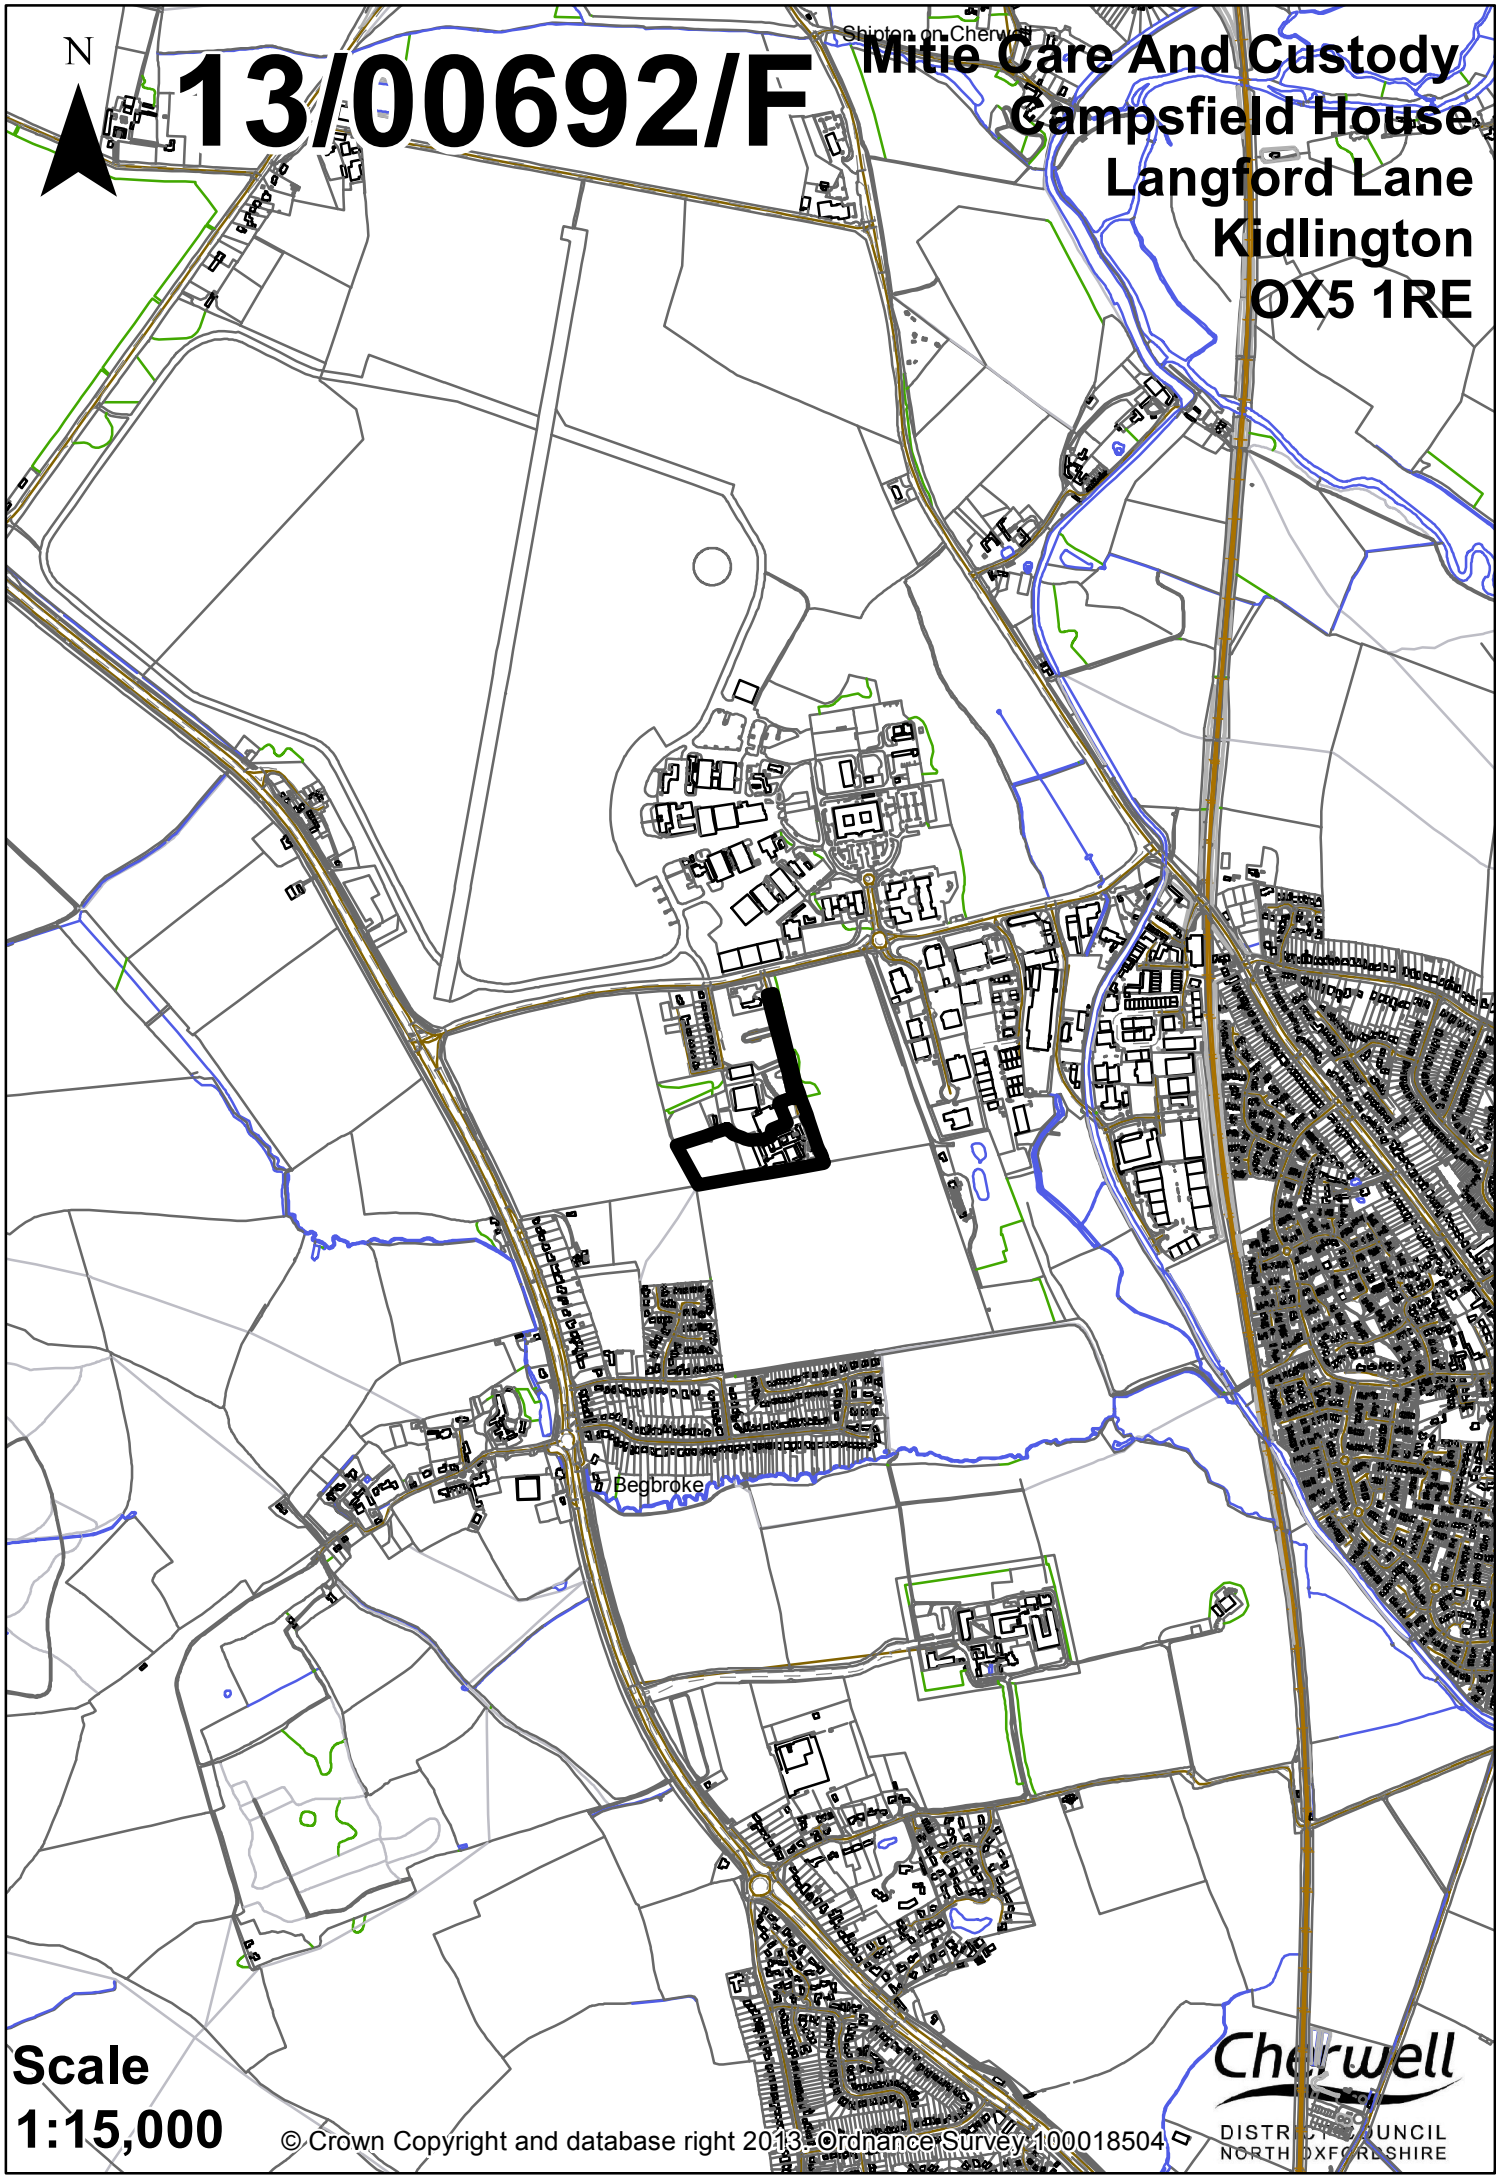 N
13/00692/F
Shipton on Cherwell
Mitie Care And Custody
Campsfield House
Langford Lane
Kidlington
OX5 1RE
Begbroke
Scale
1:15,000
© Crown Copyright and database right 2013. Ordnance Survey 100018504
Cherwell
DISTRICT COUNCIL
NORTH OXFORDSHIRE